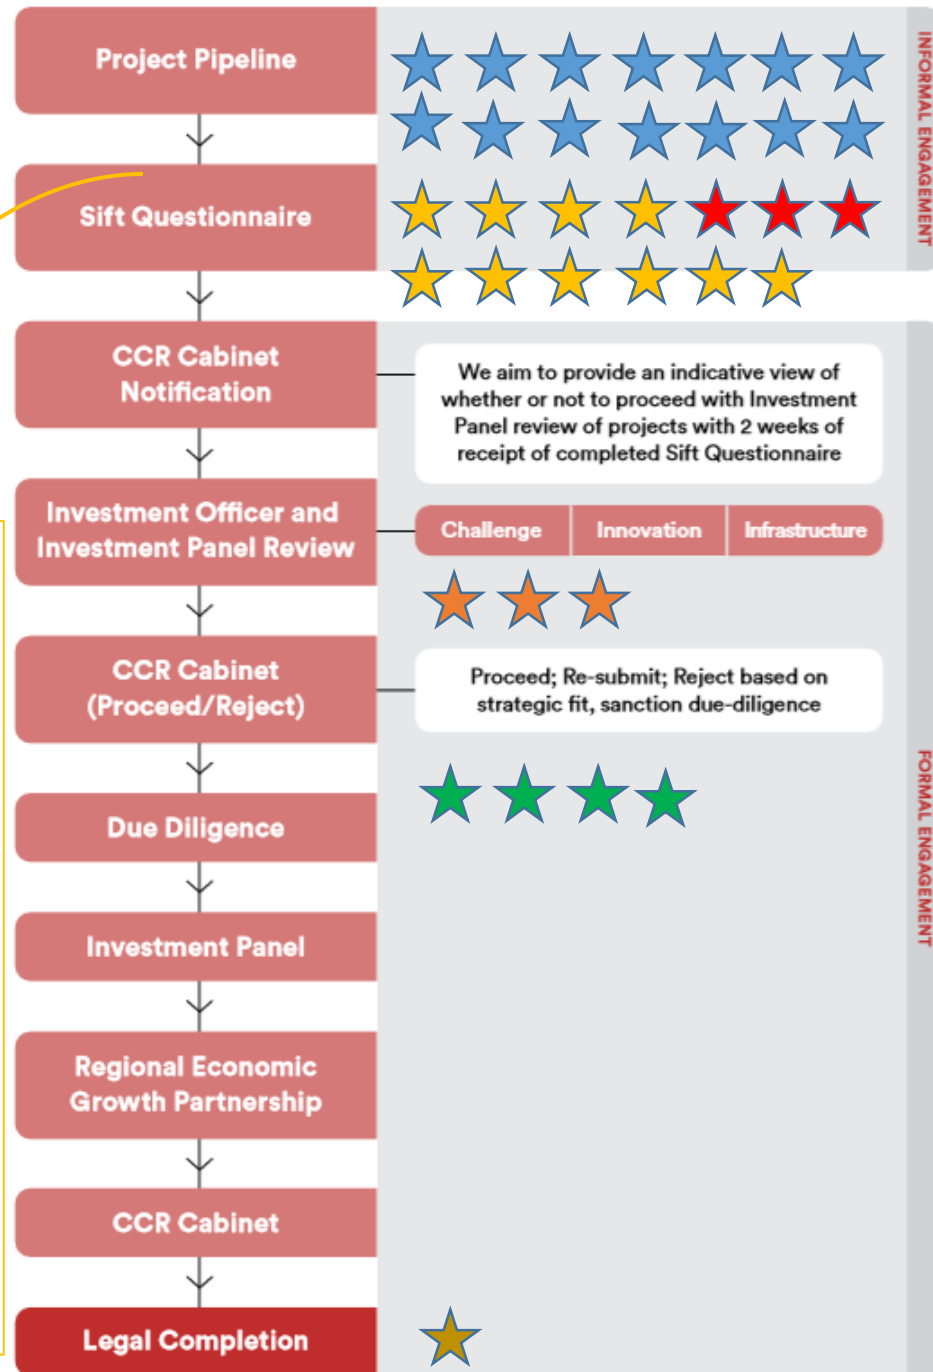 Project Pipeline
INFORMAL ENGAGEMENT
Sift Questionnaire
CCR Cabinet
Notification
We aim to provide an indicative view of
whether or not to proceed with Investment
Panel review of projects with 2 weeks of
receipt of completed Sift Questionnaire
Investment Officer and
Investment Panel Review
Challenge
Innovation
Infrastructure
CCR Cabinet
(Proceed/Reject)
Proceed; Re-submit; Reject based on
strategic fit, sanction due-diligence
FORMAL ENGAGEMENT
Due Diligence
Investment Panel
Regional Economic
Growth Partnership
CCR Cabinet
Legal Completion